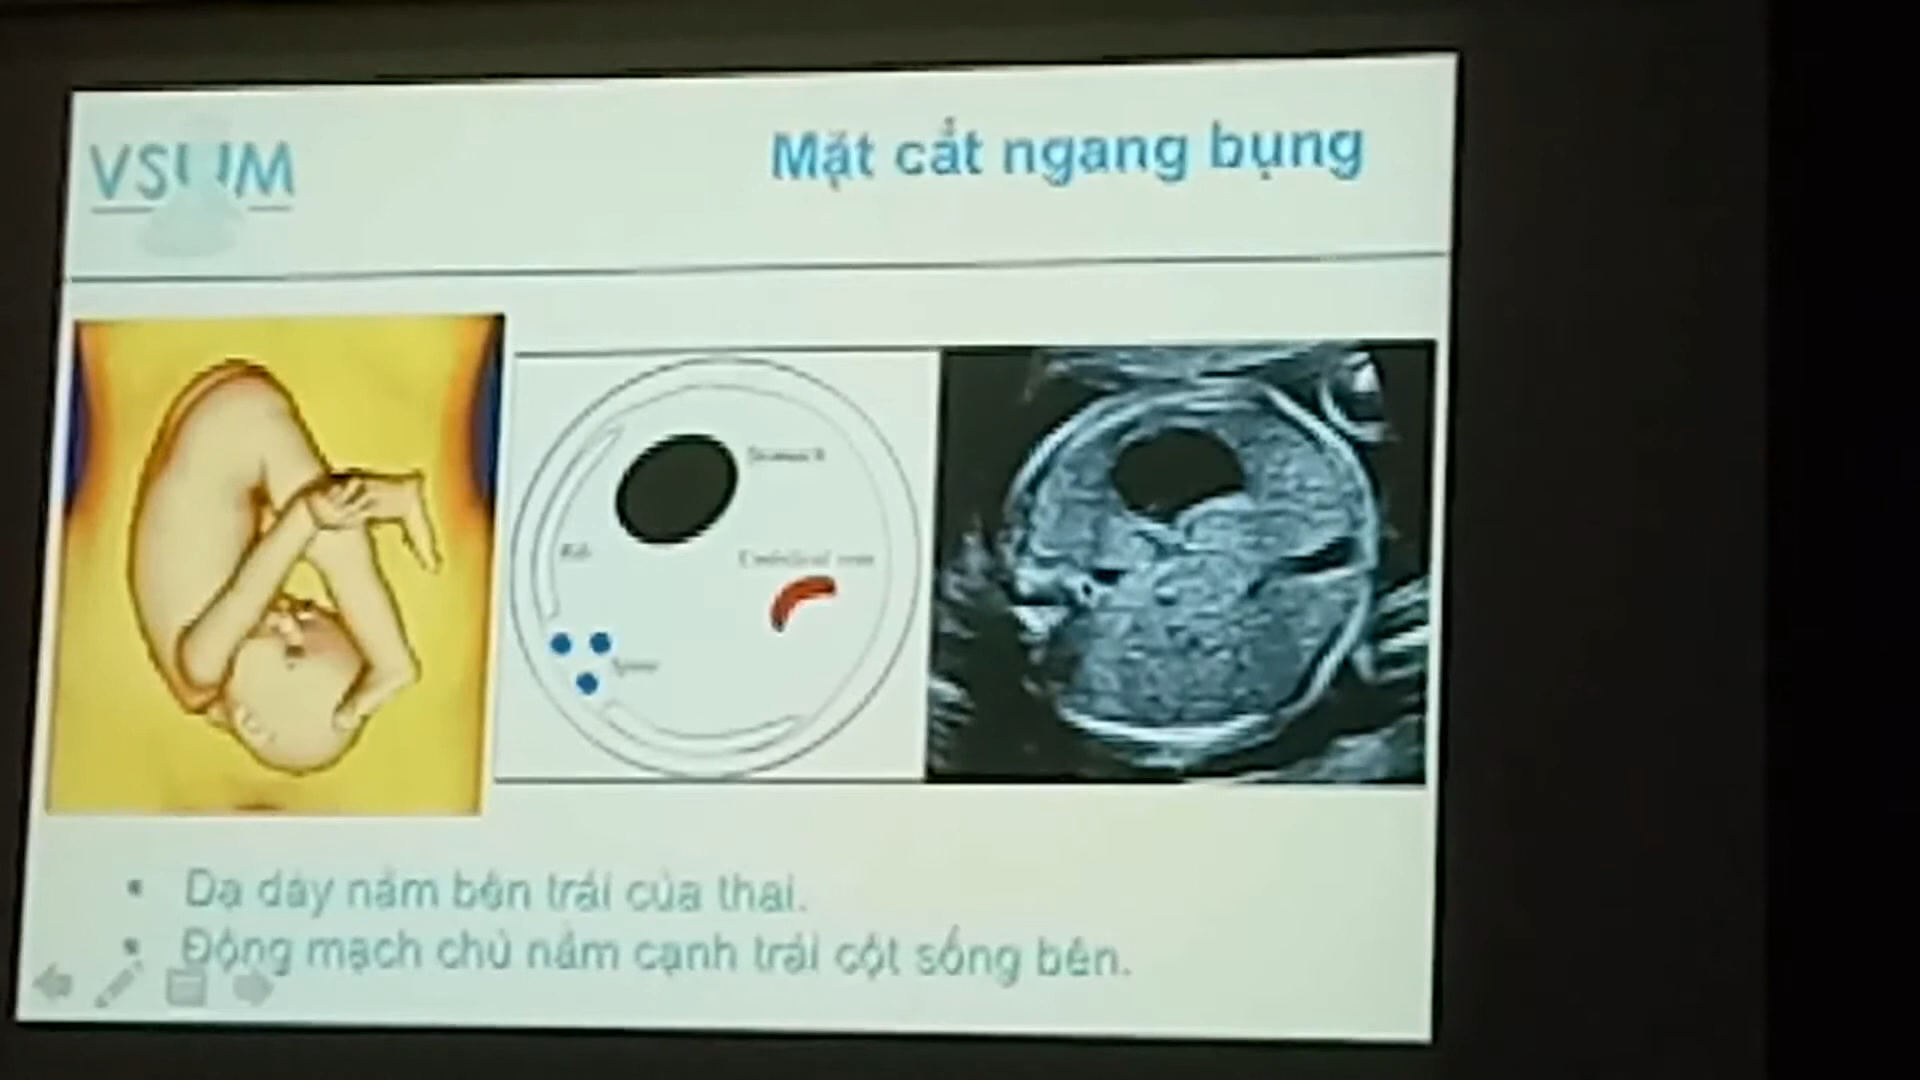 VSUM
Mặt cắt ngang bụng
Stomach
Rib
Umbilical vein
Spine
Dạ dày nằm bên trái của thai.
Động mạch chủ nằm cạnh trái cột sống bên.